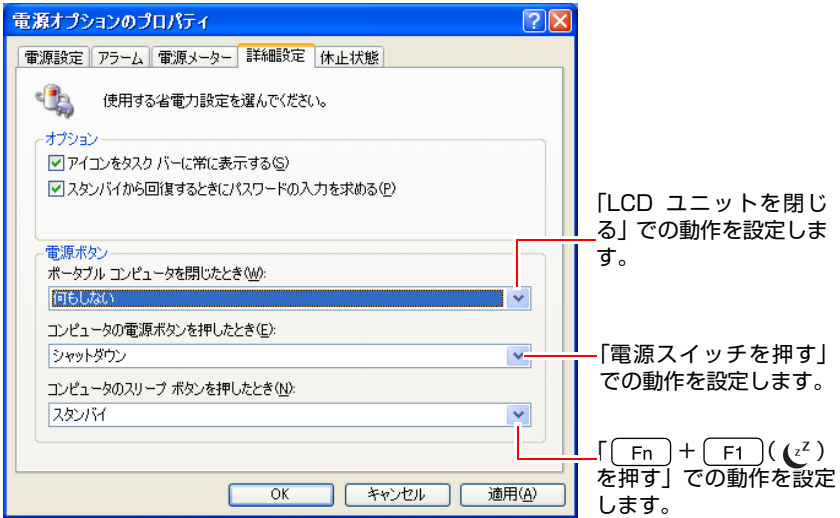 電源オプションのプロパティ
電源設定 アラーム 電源メーター 詳細設定 休止状態
使用する省電力設定を選んでください。
オプション
アイコンをタスク バーに常に表示する(S)
スタンバイから回復するときにパスワードの入力を求める(P)
電源ボタン
ポータブル コンピュータを閉じたとき(W):
何もしない
コンピュータの電源ボタンを押したとき(E):
シャットダウン
コンピュータのスリープ ボタンを押したとき(N):
スタンバイ
OK キャンセル 適用(A)
「LCD ユニットを閉じ
る」での動作を設定しま
す。
「電源スイッチを押す」
での動作を設定します。
「Fn+F1(zz)
を押す」での動作を設定
します。